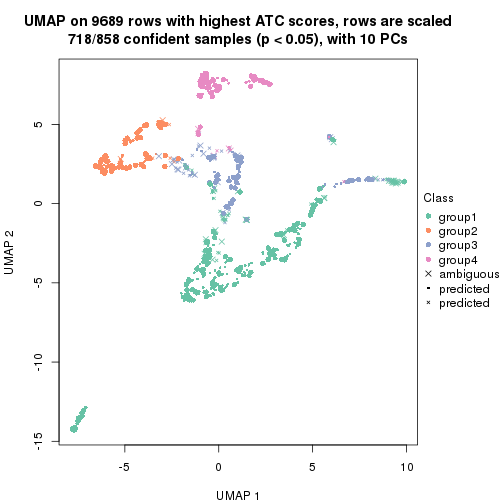 UMAP on 9689 rows with highest ATC scores, rows are scaled
718/858 confident samples (p < 0.05), with 10 PCs
5
0
-5
-10
-15
UMAP 2
-5
0
5
10
UMAP 1
Class
group1
group2
group3
group4
ambiguous
predicted
predicted